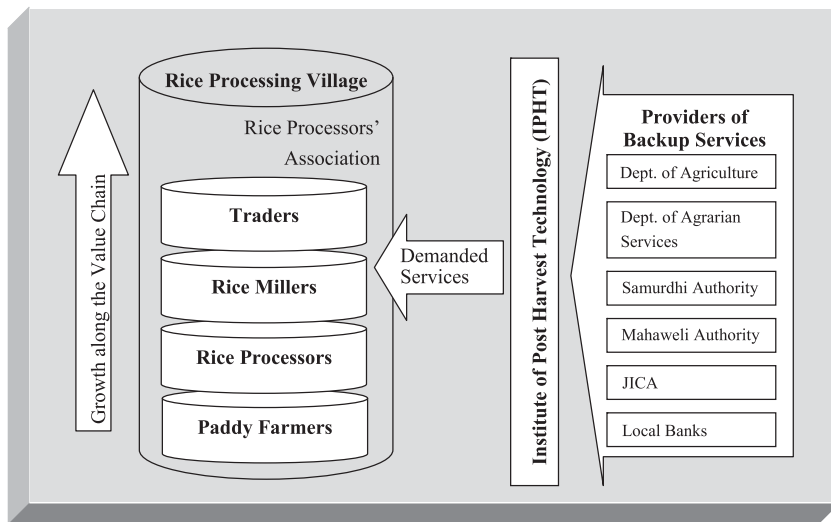 Growth along the Value Chain
Rice Processing Village
Rice Processors’
Association
Traders
Rice Millers
Rice Processors
Paddy Farmers
Demanded
Services
Institute of Post Harvest Technology (IPHT)
Providers of
Backup Services
Dept. of Agriculture
Dept. of Agrarian
Services
Samurdhi Authority
Mahaweli Authority
JICA
Local Banks